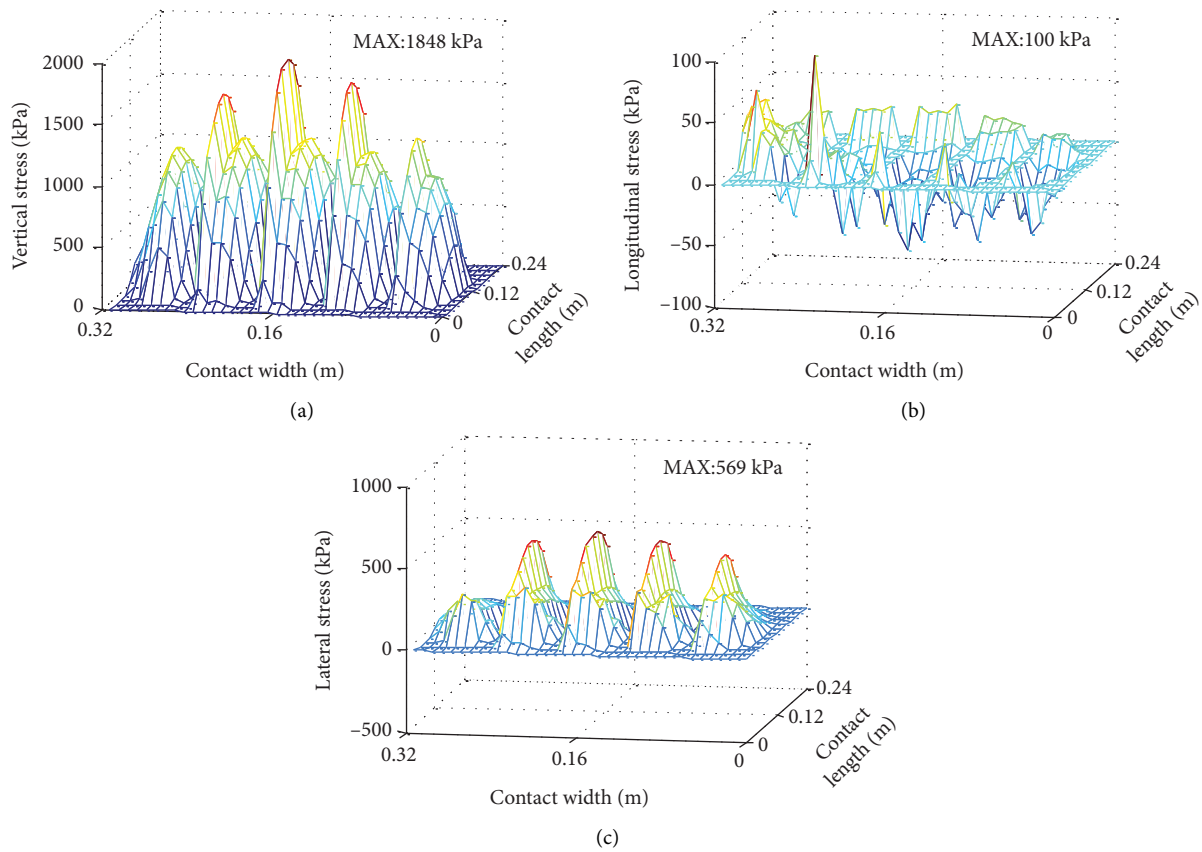 MAX:1848 kPa
2000
1500
1000
500
0
Vertical stress (kPa)
0.32
0.16
0
0.12
0.24
Contact width (m)
Contact
length (m)
(a)
MAX:100 kPa
100
50
0
−50
−100
Longitudinal stress (kPa)
0.32
0.16
0
0.12
0.24
Contact width (m)
Contact
length (m)
(b)
MAX:569 kPa
1000
500
0
−500
Lateral stress (kPa)
0.32
0.16
0
0.12
0.24
Contact width (m)
Contact
length (m)
(c)